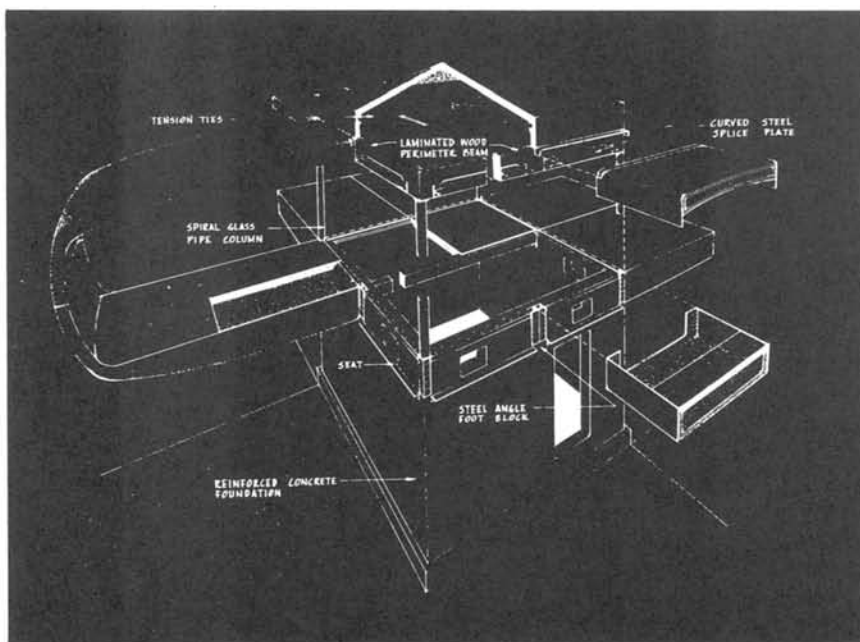 TENSION TIES
CURVED STEEL
SPLICE PLATE
LAMINATED WOOD
PERIMETER BEAM
SPIRAL GLASS
PIPE COLUMN
SEAT
STEEL ANGLE
FOOT BLOCK
REINFORCED CONCRETE
FOUNDATION